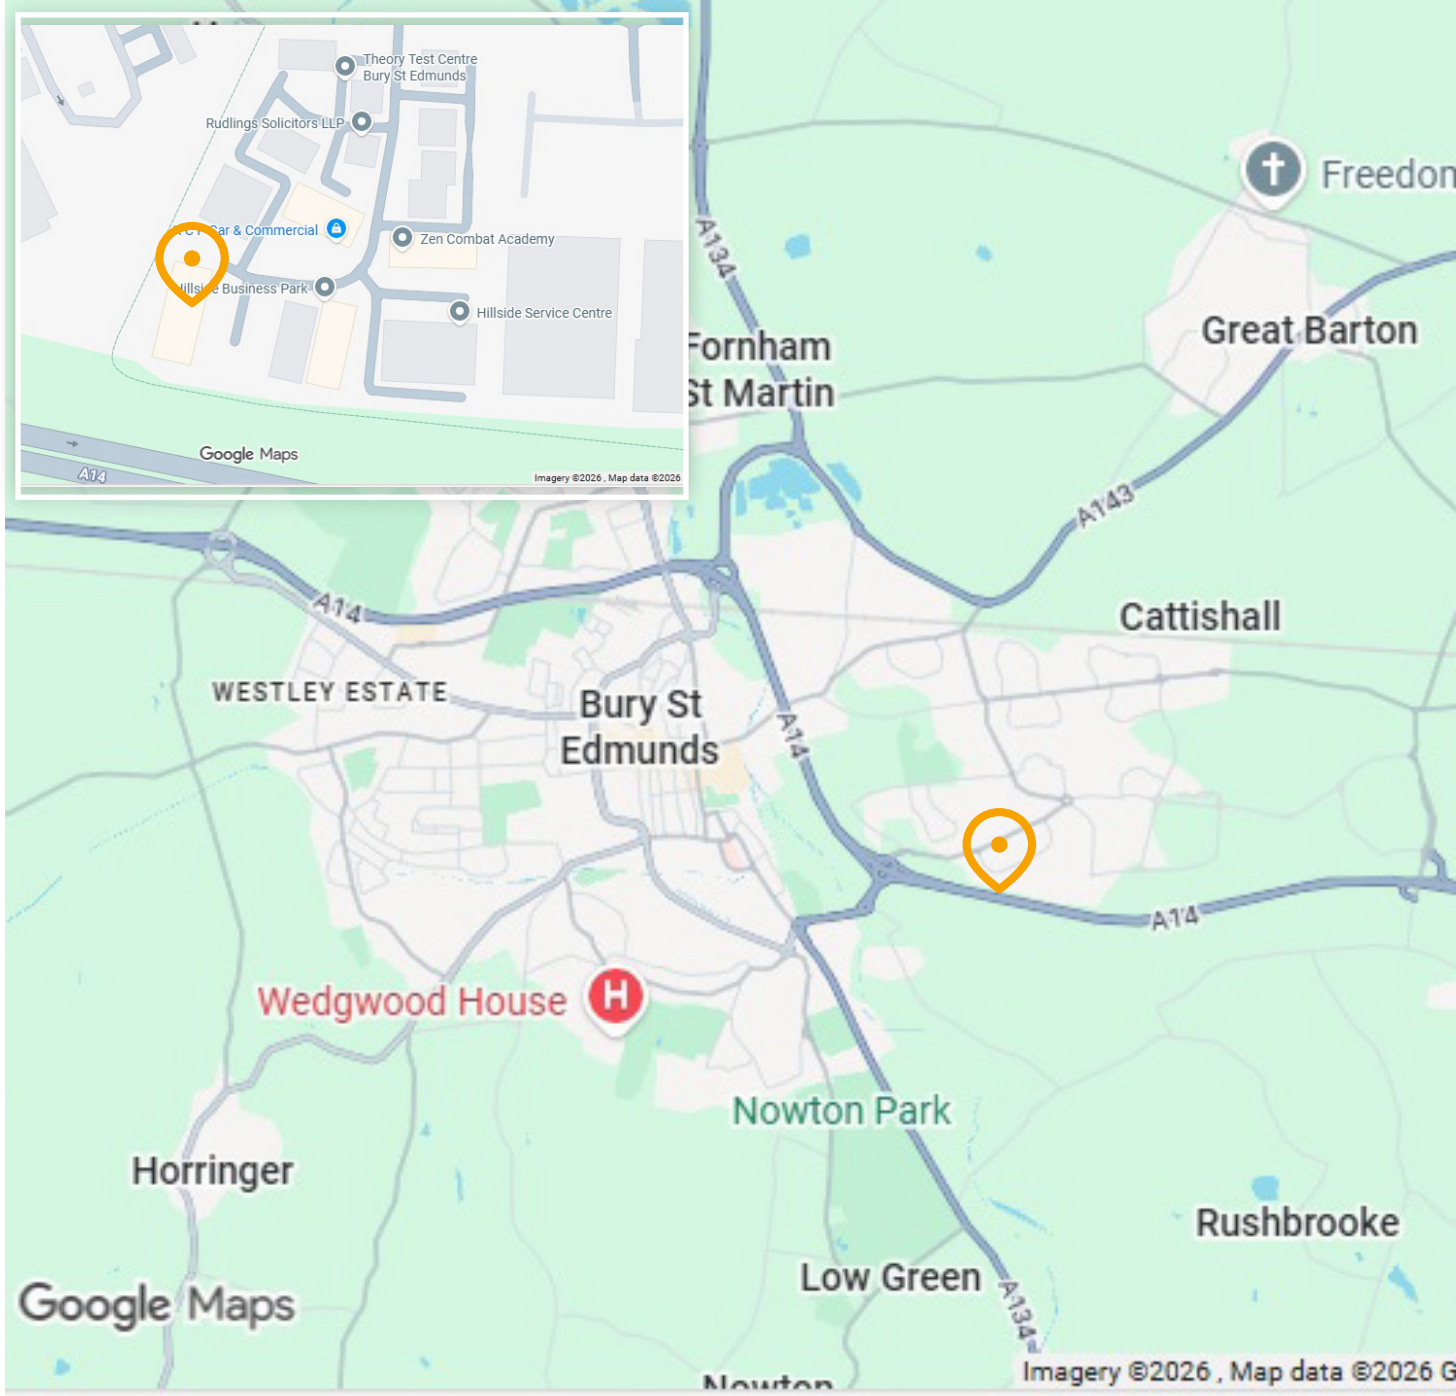 Theory Test Centre
Bury St Edmunds
Rudlings Solicitors LLP
Car & Commercial
Zen Combat Academy
Hillside Business Park
Hillside Service Centre
Google Maps
A14
Imagery ©2026 , Map data ©2026
A134
Freedom
Great Barton
Fornham
St Martin
A143
A14
Cattishall
WESTLEY ESTATE
Bury St
Edmunds
A14
A14
Wedgwood House
H
Nowton Park
Horringer
Rushbrooke
Low Green
A134
Google Maps
Imagery ©2026 , Map data ©2026 G
Nowton